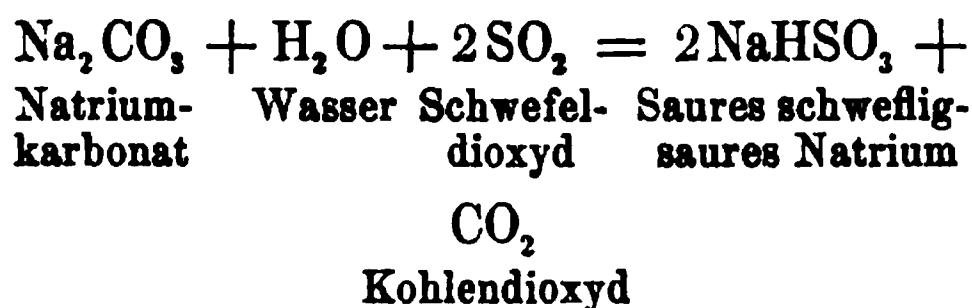 Na₂CO₃ + H₂O + 2SO₂ = 2NaHSO₃ +
Natrium- Wasser Schwefel- Saures schweflig-
karbonat dioxyd saures Natrium
CO₂
Kohlendioxyd